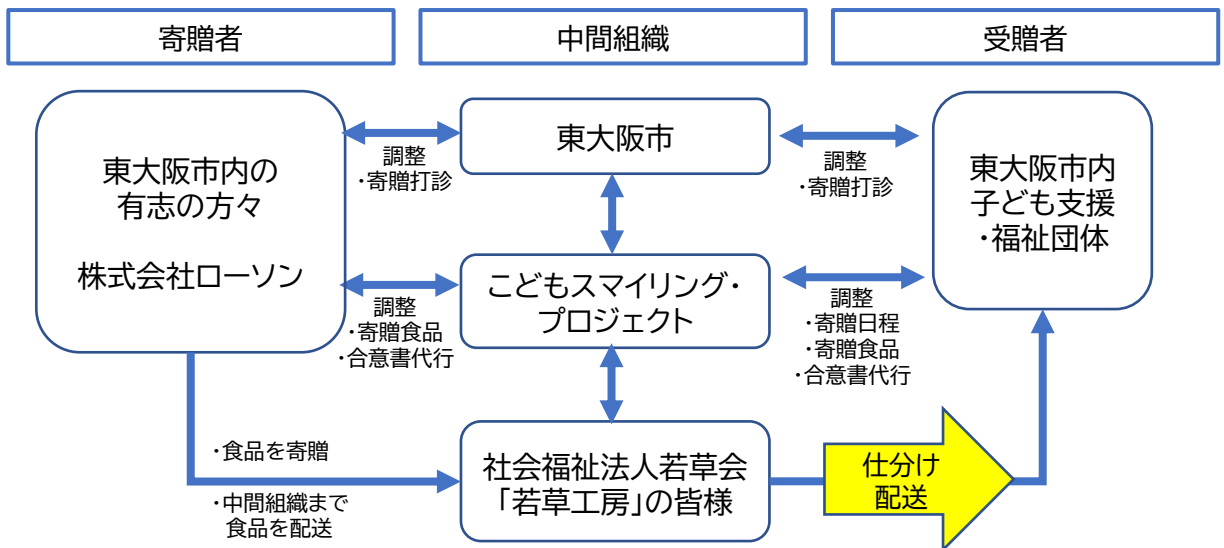 寄贈者
中間組織
受贈者
東大阪市内の
有志の方々
株式会社ローソン
調整
・寄贈打診
東大阪市
調整
・寄贈打診
東大阪市内
子ども支援
・福祉団体
調整
・寄贈食品
・合意書代行
こどもスマイリング・
プロジェクト
調整
・寄贈日程
・寄贈食品
・合意書代行
・食品を寄贈
・中間組織まで
食品を配送
社会福祉法人若草会
「若草工房」の皆様
仕分け
配送